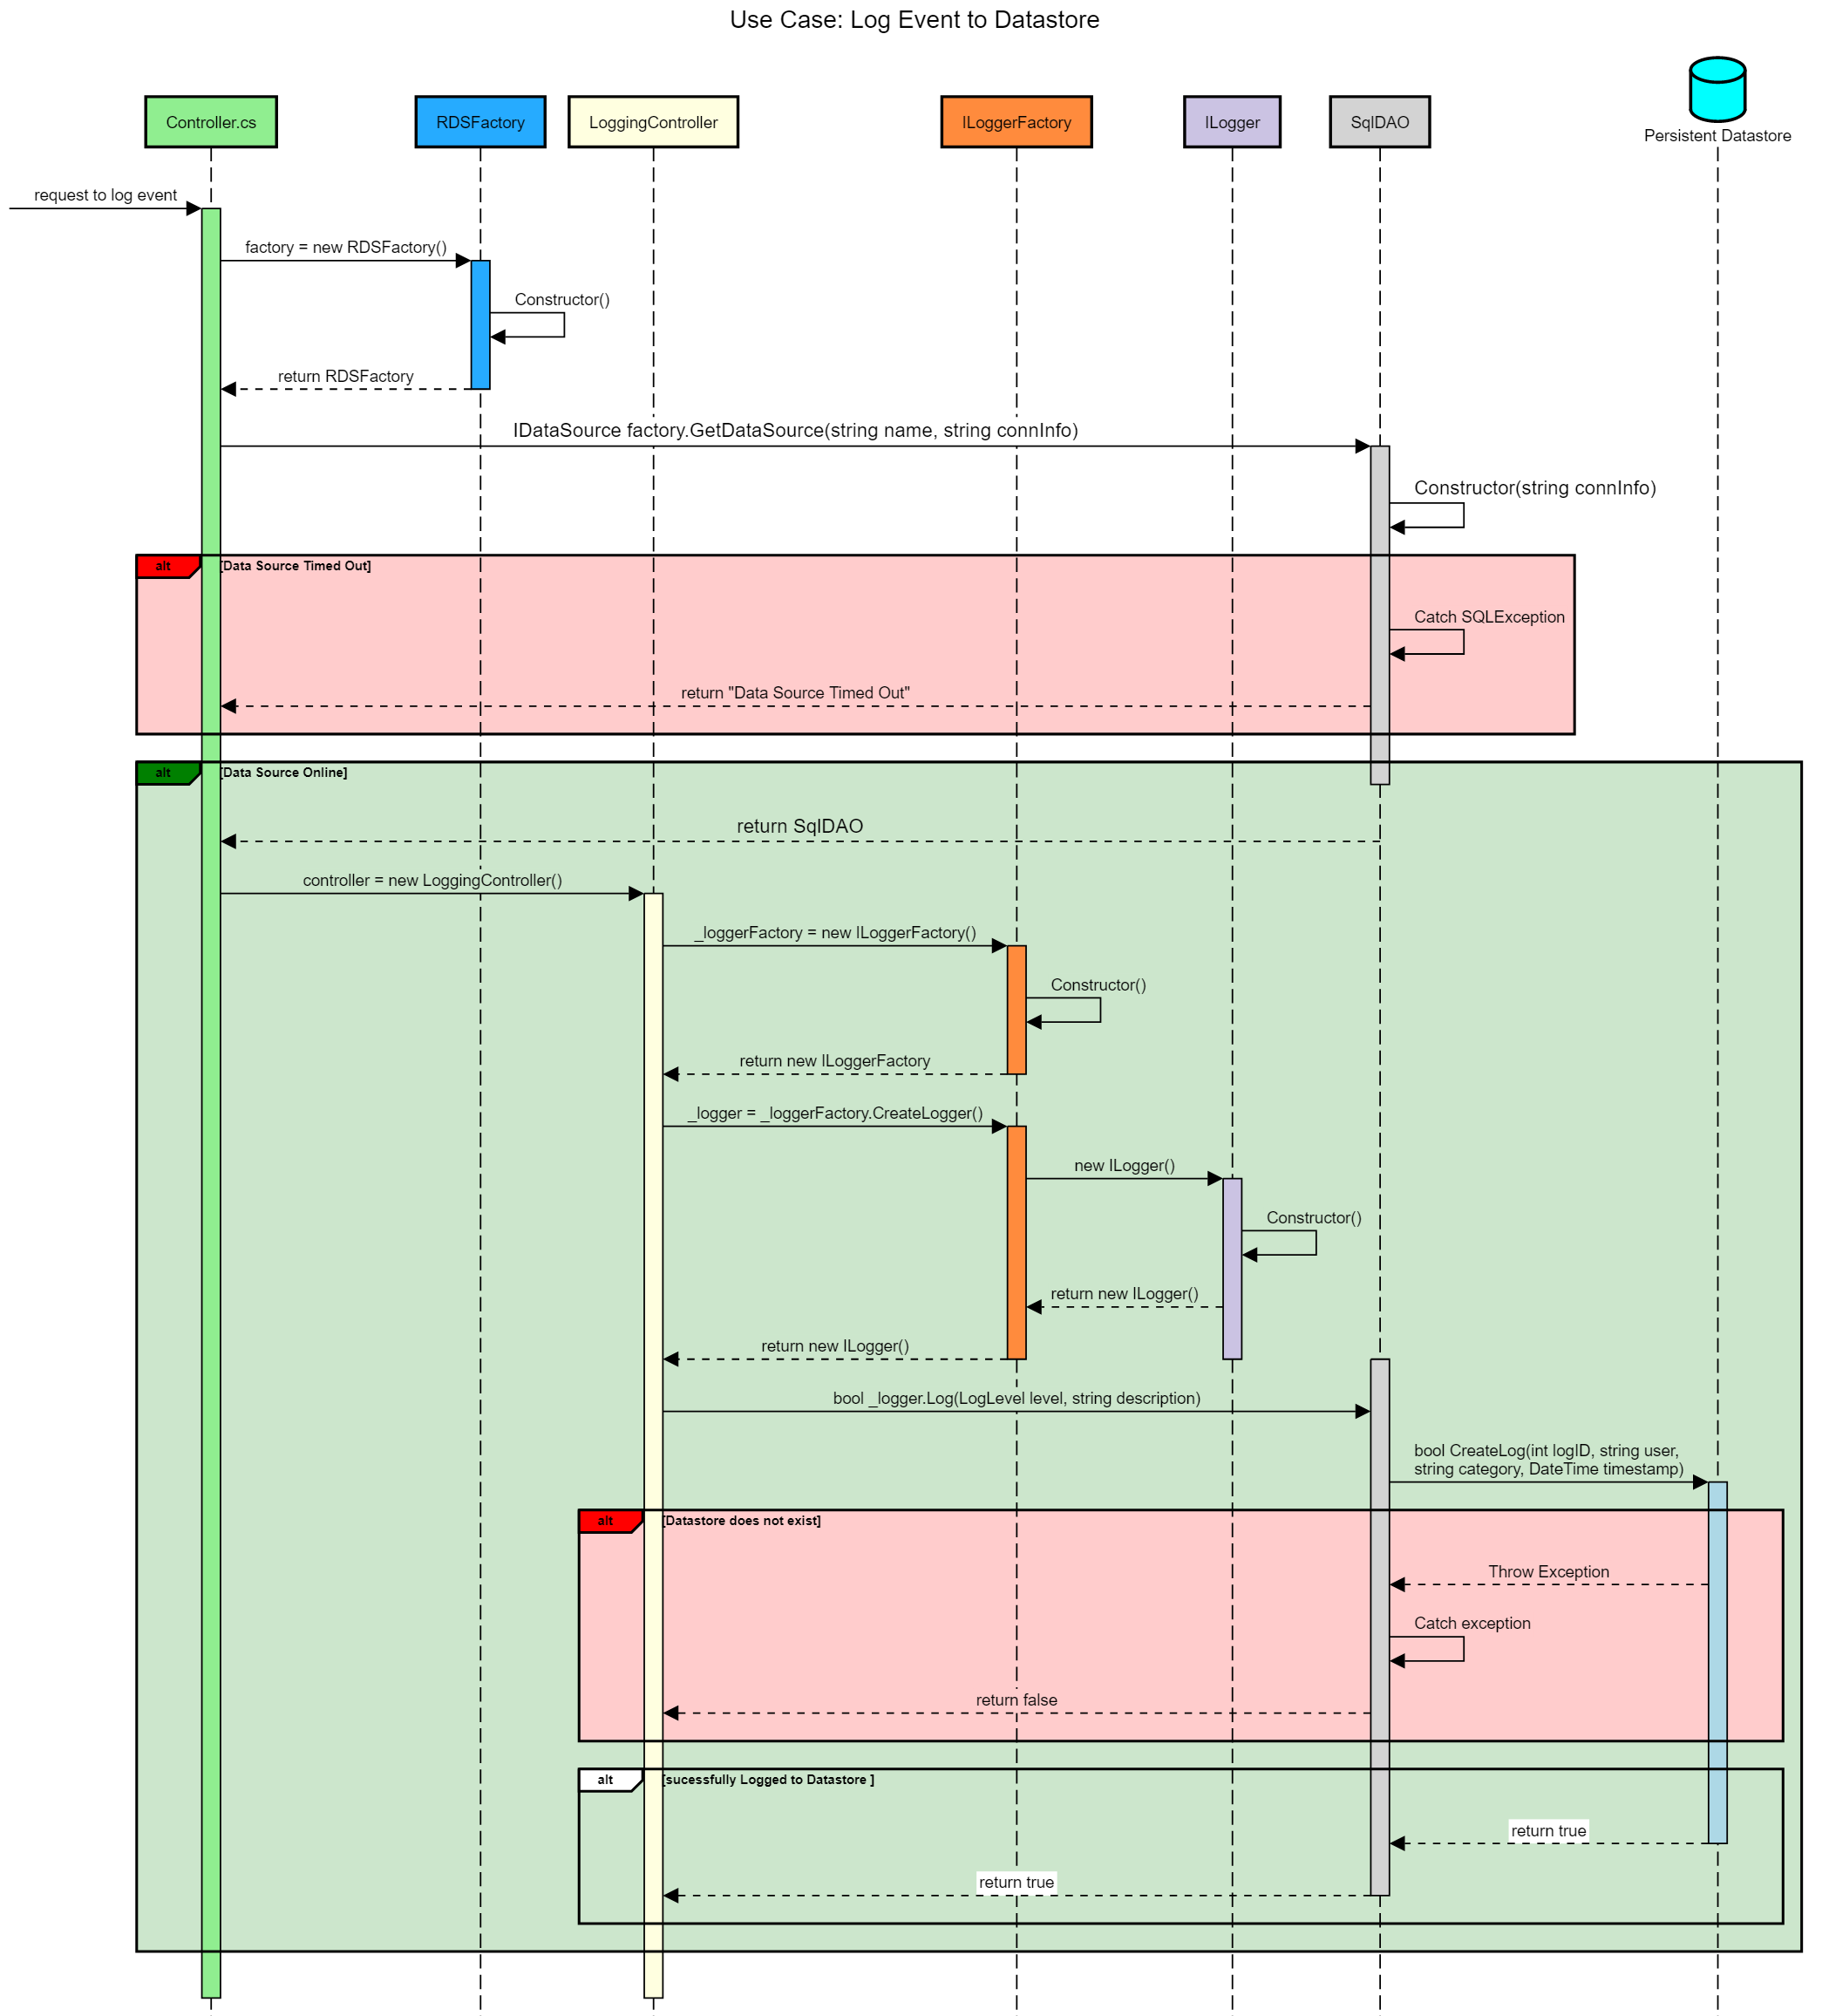 Use Case: Log Event to Datastore
Controller.cs
RDSFactory
LoggingController
ILoggerFactory
ILogger
SqlDAO
Persistent Datastore
request to log event
factory = new RDSFactory()
Constructor()
return RDSFactory
IDataSource factory.GetDataSource(string name, string connInfo)
Constructor(string connInfo)
alt [Data Source Timed Out]
Catch SQLException
return "Data Source Timed Out"
alt [Data Source Online]
return SqlDAO
controller = new LoggingController()
_loggerFactory = new ILoggerFactory()
Constructor()
return new ILoggerFactory
_logger = _loggerFactory.CreateLogger()
new ILogger()
Constructor()
return new ILogger()
return new ILogger()
bool _logger.Log(LogLevel level, string description)
bool CreateLog(int logID, string user,
string category, DateTime timestamp)
alt [Datastore does not exist]
Throw Exception
Catch exception
return false
alt [sucessfully Logged to Datastore ]
return true
return true